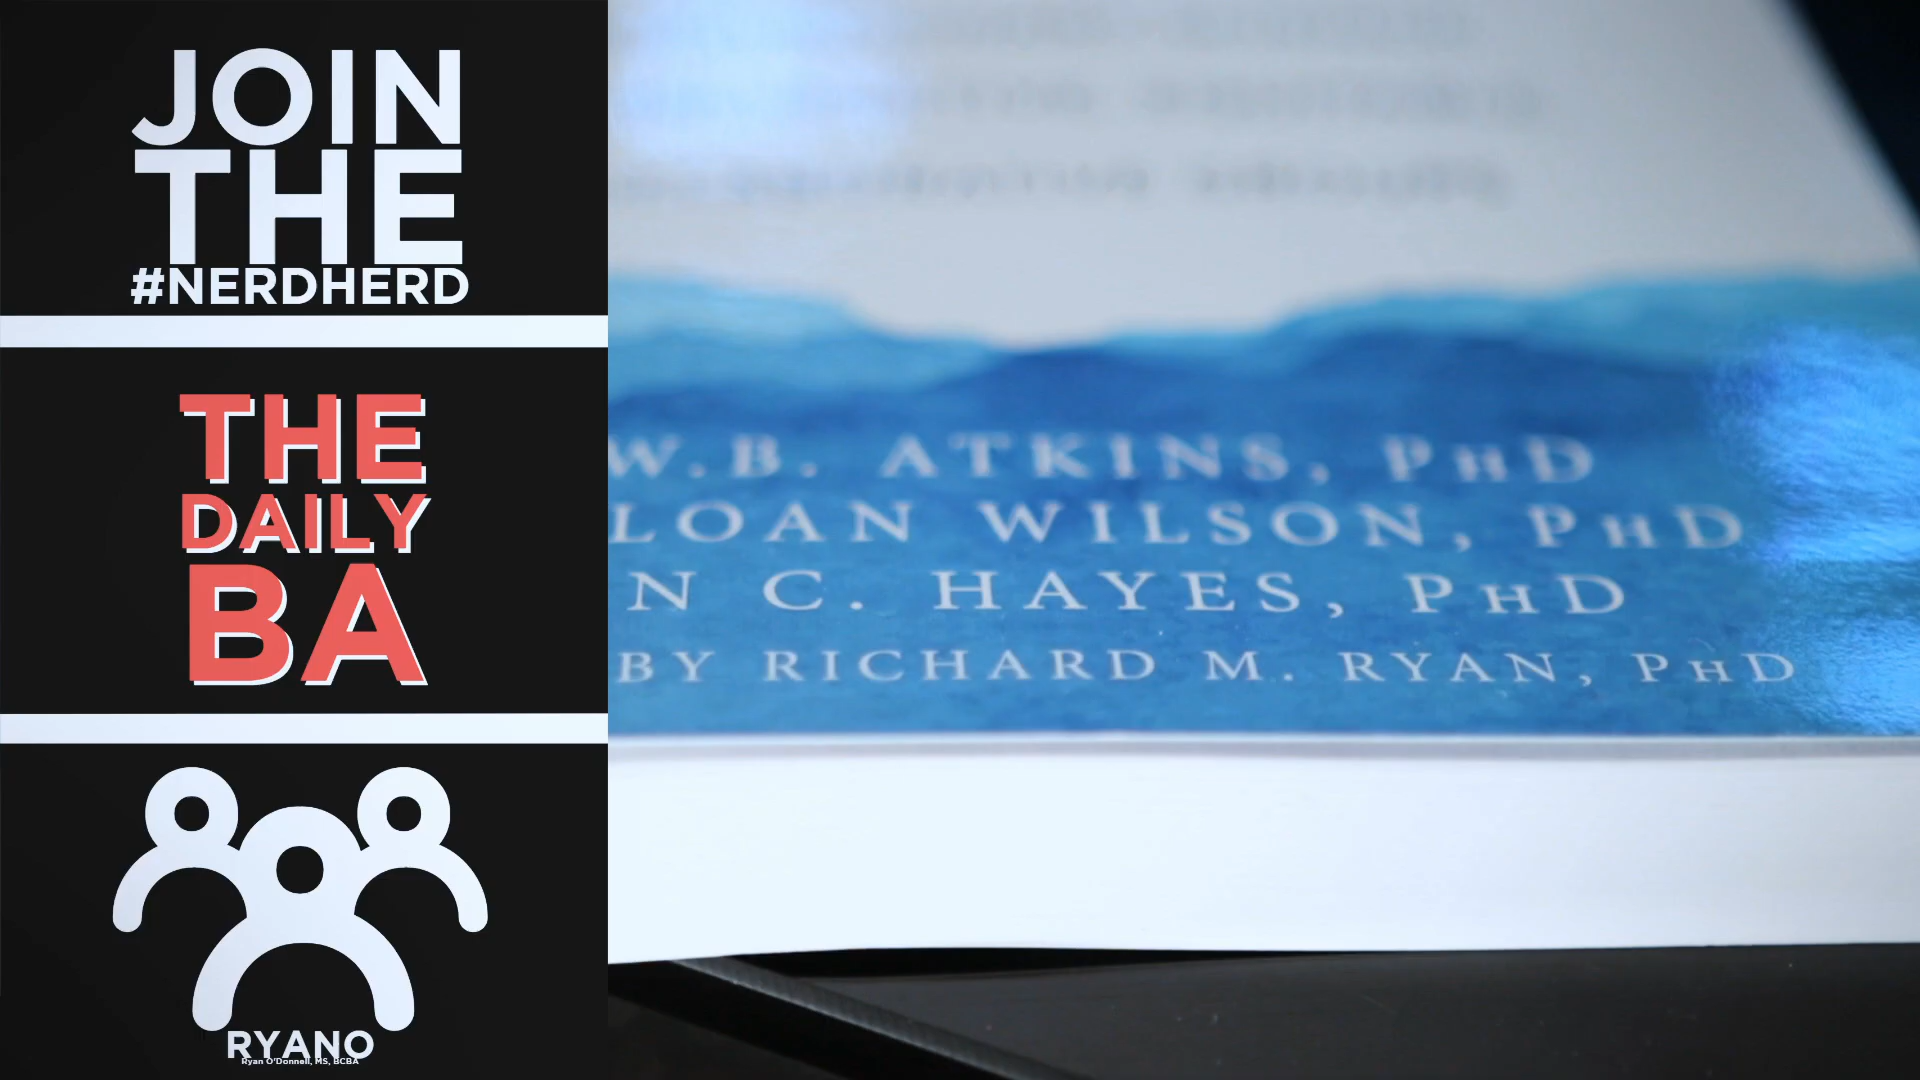 JOIN
THE
#NERDHERD
THE
DAILY
BA
RYANO
Ryan O'Donnell, MS, BCBA
W.B. ATKINS, PHD
LOAN WILSON, PHD
N C. HAYES, PHD
BY RICHARD M. RYAN, PHD